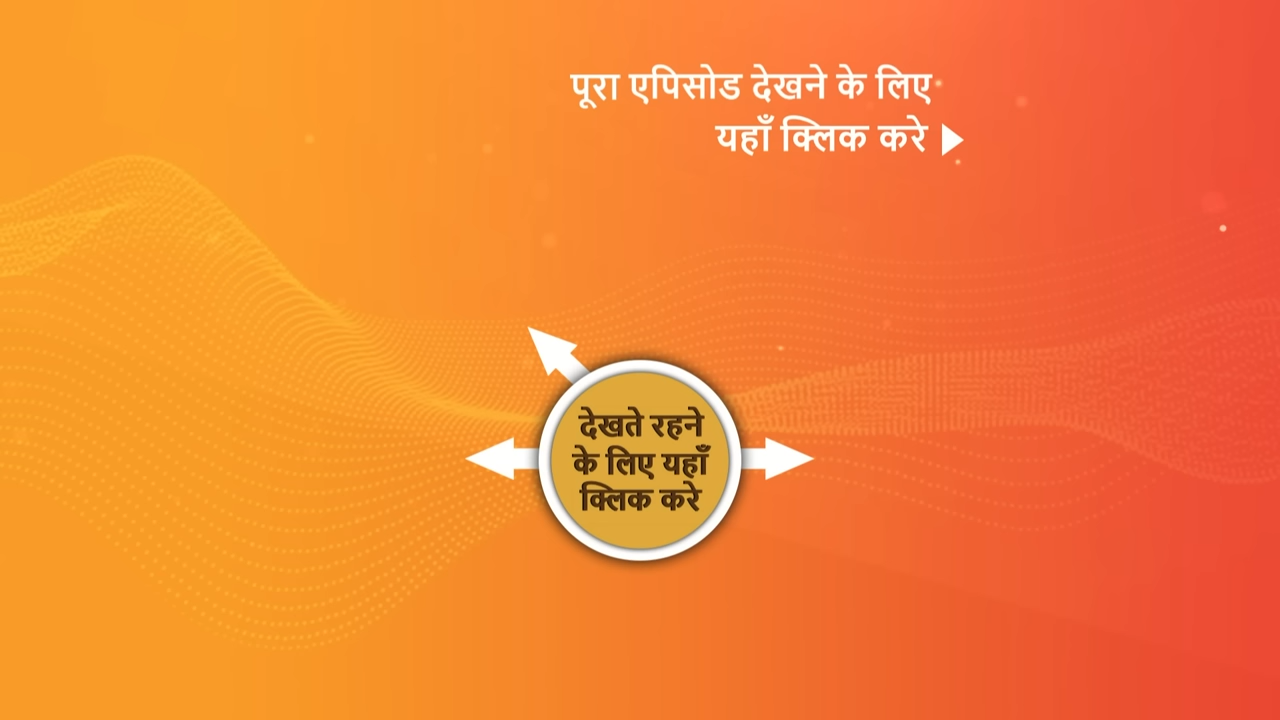 पूरा एपिसोड देखने के लिए
यहाँ क्लिक करे
देखते रहने
के लिए यहाँ
क्लिक करे